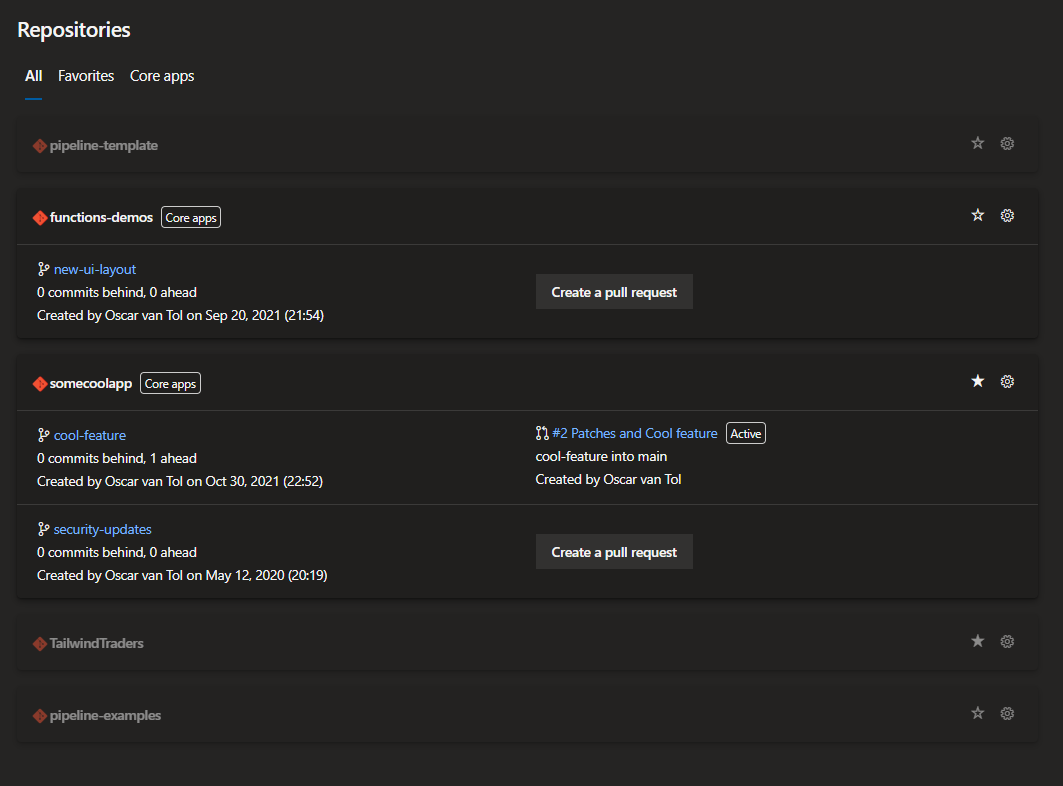 Repositories
All Favorites Core apps
pipeline-template
functions-demos Core apps
new-ui-layout
0 commits behind, 0 ahead
Created by Oscar van Tol on Sep 20, 2021 (21:54)
Create a pull request
somecoolapp Core apps
cool-feature
0 commits behind, 1 ahead
Created by Oscar van Tol on Oct 30, 2021 (22:52)
#2 Patches and Cool feature Active
cool-feature into main
Created by Oscar van Tol
security-updates
0 commits behind, 0 ahead
Created by Oscar van Tol on May 12, 2020 (20:19)
Create a pull request
TailwindTraders
pipeline-examples